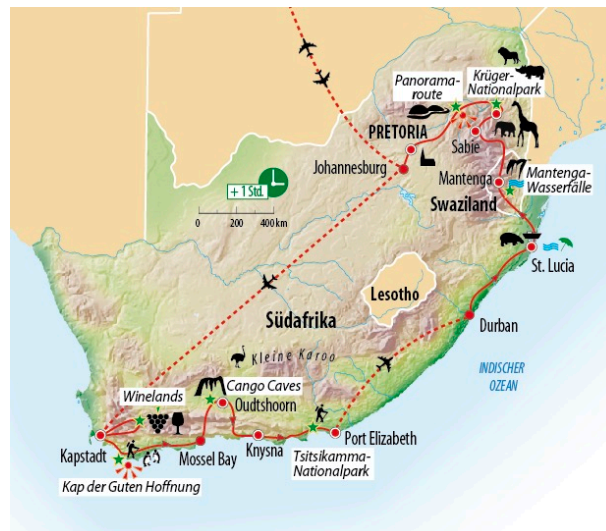 Panorama-
route
Krüger-
Nationalpark
PRETORIA
Sabie
Johannesburg
Mantenga
Mantenga-
Wasserfälle
+ 1 Std.
Swaziland
0 200 400 km
St. Lucia
Lesotho
Südafrika
Durban
Kleine Karoo
INDISCHER
OZEAN
Cango Caves
Winelands
Oudtshoorn
Kapstadt
Mossel Bay
Knysna
Port Elizabeth
Tsitsikamma-
Nationalpark
Kap der Guten Hoffnung